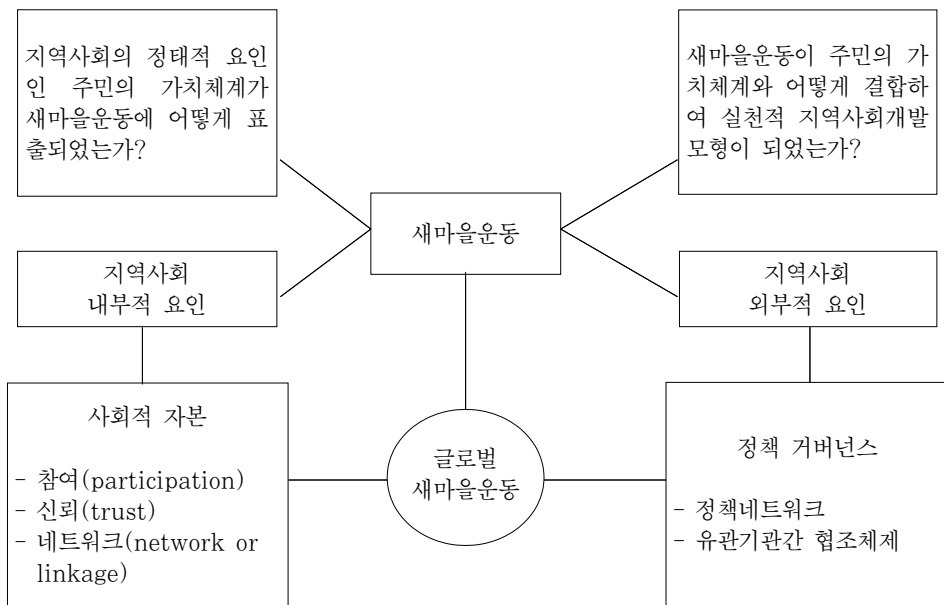 지역사회의 정태적 요인
인 주민의 가치체계가
새마을운동에 어떻게 표
출되었는가?
새마을운동이 주민의 가
치체계와 어떻게 결합하
여 실천적 지역사회개발
모형이 되었는가?
새마을운동
지역사회
내부적 요인
지역사회
외부적 요인
사회적 자본
- 참여(participation)
- 신뢰(trust)
- 네트워크(network or
linkage)
글로벌
새마을운동
정책 거버넌스
- 정책네트워크
- 유관기관간 협조체제